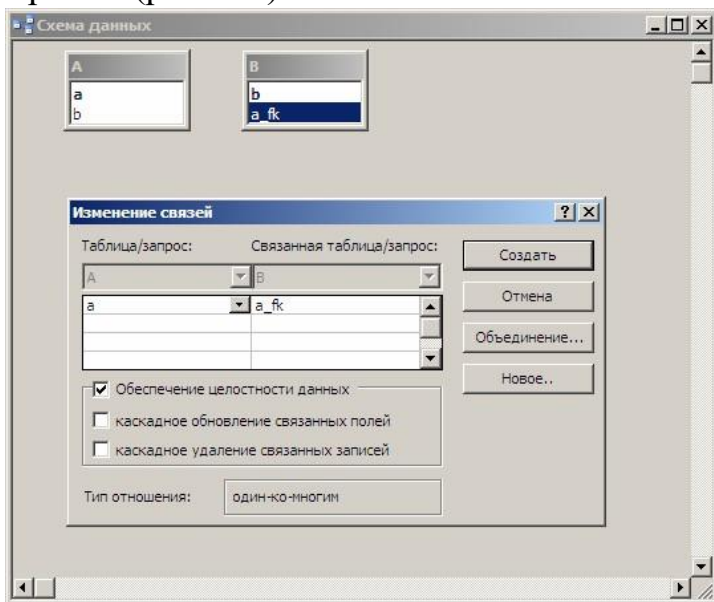 Схема данных
A
a
b
B
b
a_fk
Изменение связей
Таблица/запрос: Связанная таблица/запрос:
A B
a a_fk
Обеспечение целостности данных
каскадное обновление связанных полей
каскадное удаление связанных записей
Тип отношения: один-ко-многим
Создать
Отмена
Объединение...
Новое..